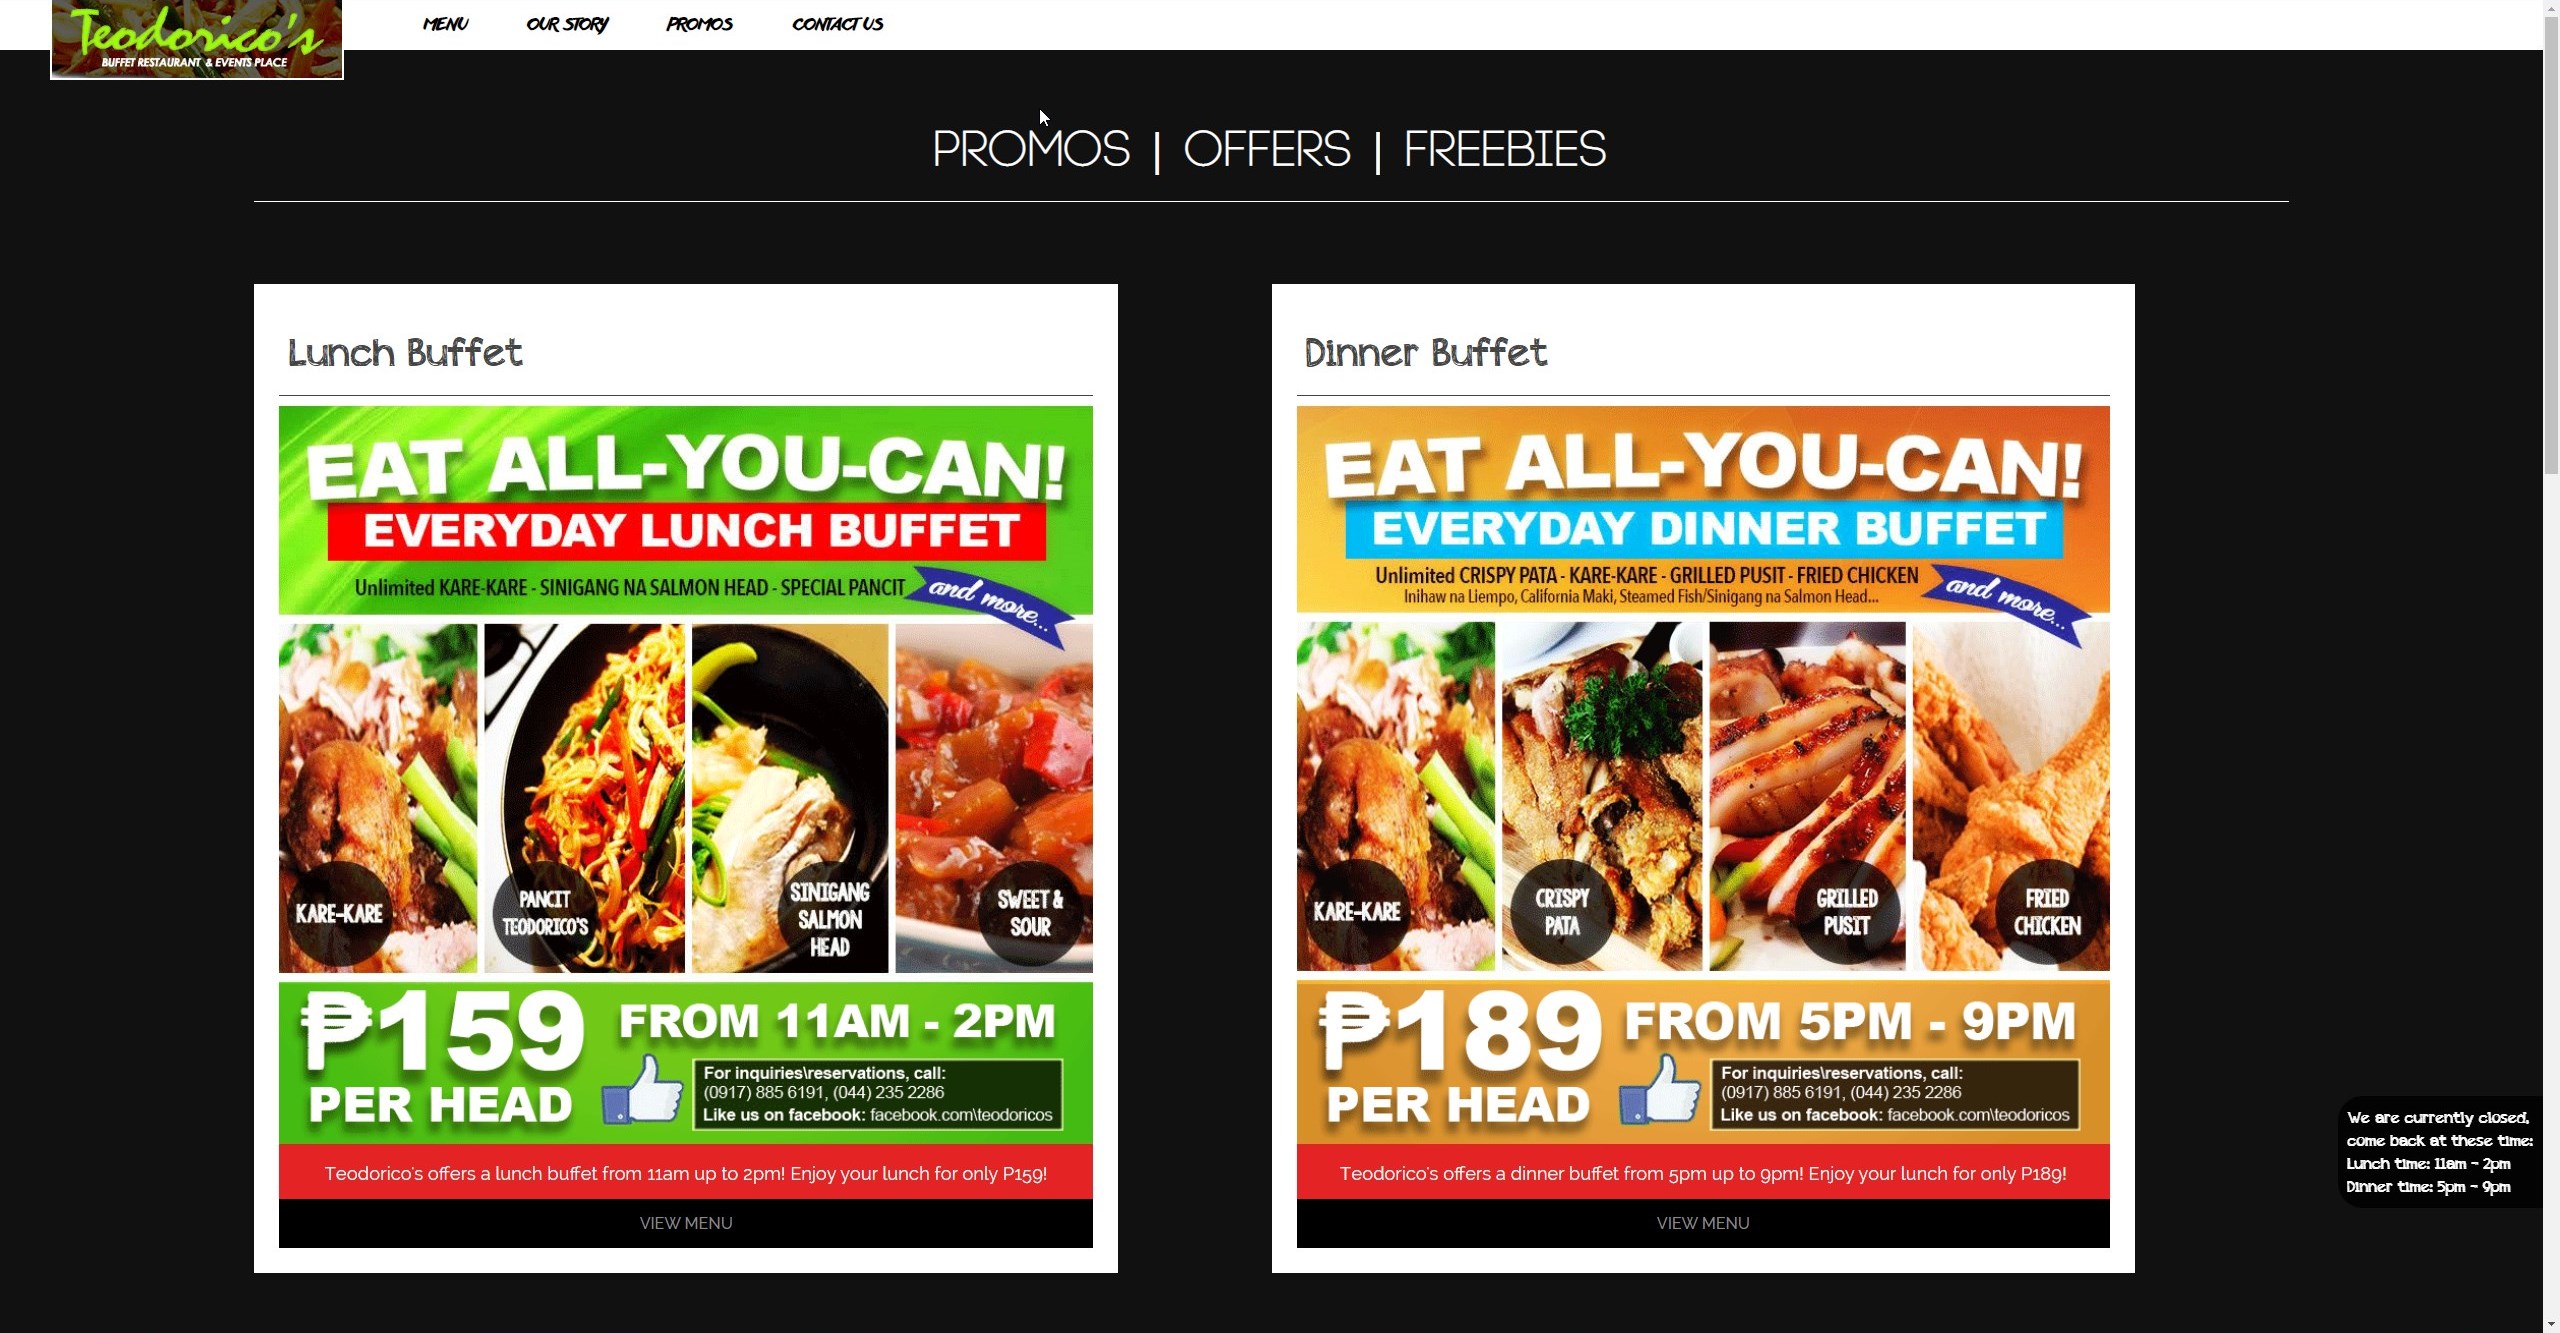 Teodorico's
BUFFET RESTAURANT & EVENTS PLACE
MENU
OUR STORY
PROMOS
CONTACT US
PROMOS | OFFERS | FREEBIES
Lunch Buffet
EAT ALL-YOU-CAN!
EVERYDAY LUNCH BUFFET
Unlimited KARE-KARE - SINIGANG NA SALMON HEAD - SPECIAL PANCIT
and more...
KARE-KARE
PANCIT
TEODORICO'S
SINIGANG
SALMON
HEAD
SWEET &
SOUR
₱159
PER HEAD
FROM 11AM - 2PM
For inquiries\reservations, call:
(0917) 885 6191, (044) 235 2286
Like us on facebook: facebook.com\teodoricos
Teodorico's offers a lunch buffet from 11am up to 2pm! Enjoy your lunch for only P159!
VIEW MENU
Dinner Buffet
EAT ALL-YOU-CAN!
EVERYDAY DINNER BUFFET
Unlimited CRISPY PATA - KARE-KARE - GRILLED PUSIT - FRIED CHICKEN
Inihaw na Liempo, California Maki, Steamed Fish/Sinigang na Salmon Head...
and more...
KARE-KARE
CRISPY
PATA
GRILLED
PUSIT
FRIED
CHICKEN
₱189
PER HEAD
FROM 5PM - 9PM
For inquiries\reservations, call:
(0917) 885 6191, (044) 235 2286
Like us on facebook: facebook.com\teodoricos
Teodorico's offers a dinner buffet from 5pm up to 9pm! Enjoy your lunch for only P189!
VIEW MENU
We are currently closed,
come back at these time:
Lunch time: 11am - 2pm
Dinner time: 5pm - 9pm